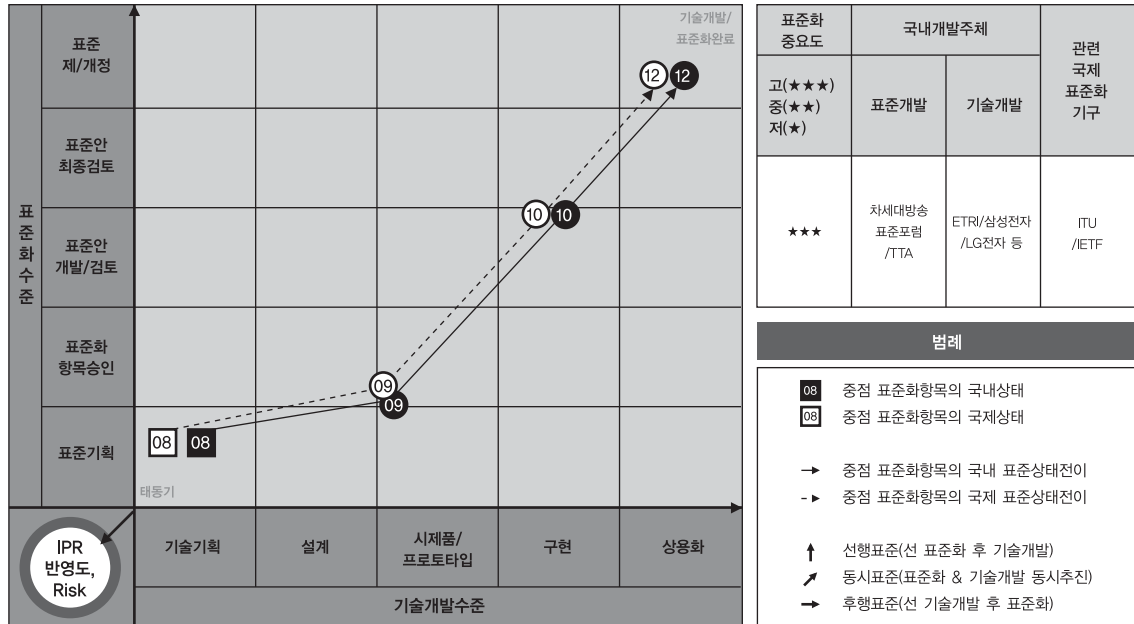 표준화수준
표준
제/개정
표준안
최종검토
표준안
개발/검토
표준화
항목승인
표준기획
기술개발/
표준화완료
12 12
10 10
09
09
08 08
태동기
IPR
반영도,
Risk
기술기획
설계
시제품/
프로토타입
구현
상용화
기술개발수준
표준화
중요도
국내개발주체
관련
국제
표준화
기구
고(★★★)
중(★★)
저(★)
표준개발
기술개발
★★★
차세대방송
표준포럼
/TTA
ETRI/삼성전자
/LG전자 등
ITU
/IETF
범례
08 중점 표준화항목의 국내상태
08 중점 표준화항목의 국제상태
중점 표준화항목의 국내 표준상태전이
중점 표준화항목의 국제 표준상태전이
선행표준(선 표준화 후 기술개발)
동시표준(표준화 & 기술개발 동시추진)
후행표준(선 기술개발 후 표준화)